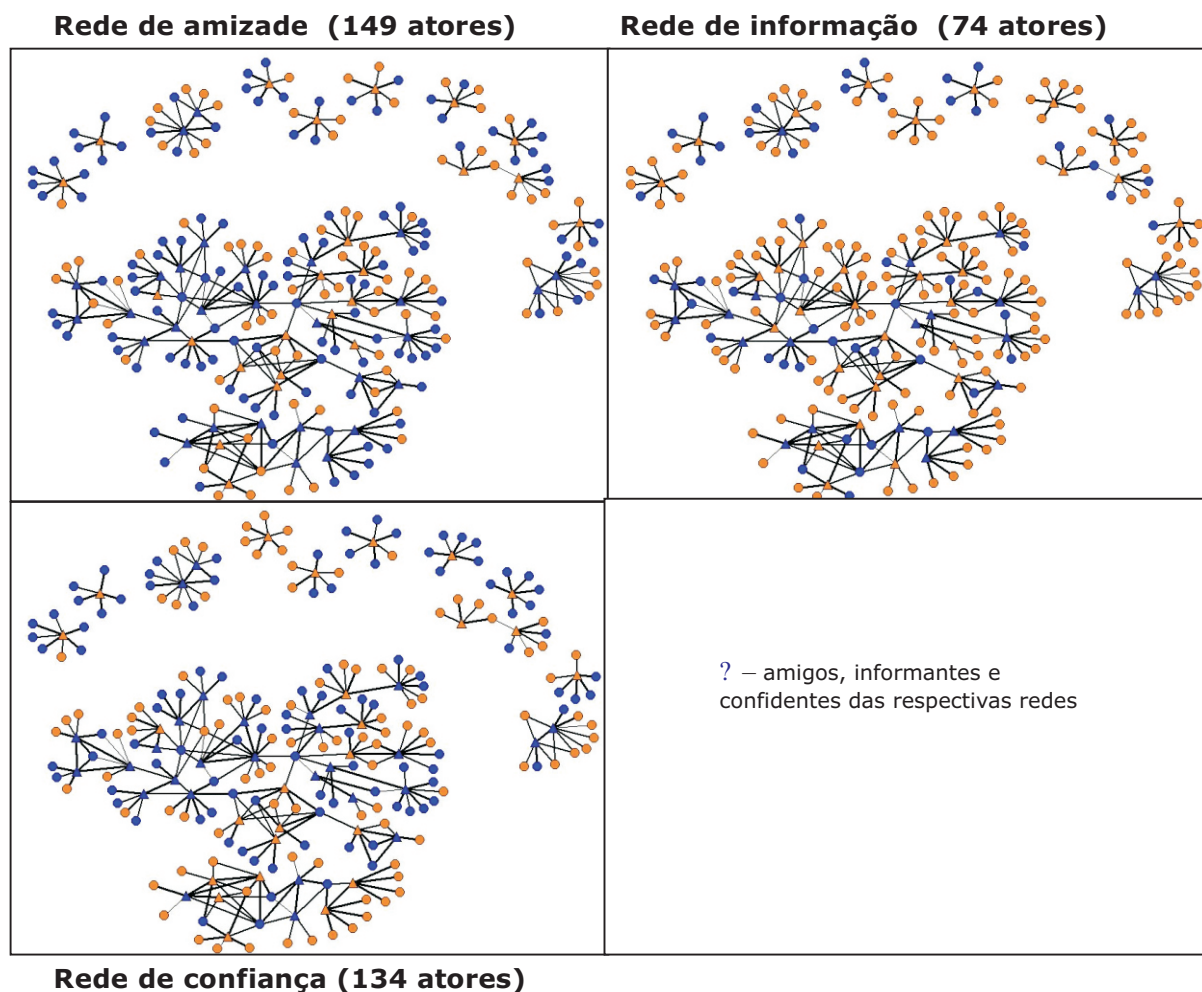 Rede de amizade (149 atores)
Rede de informação (74 atores)
? – amigos, informantes e
confidentes das respectivas redes
Rede de confiança (134 atores)